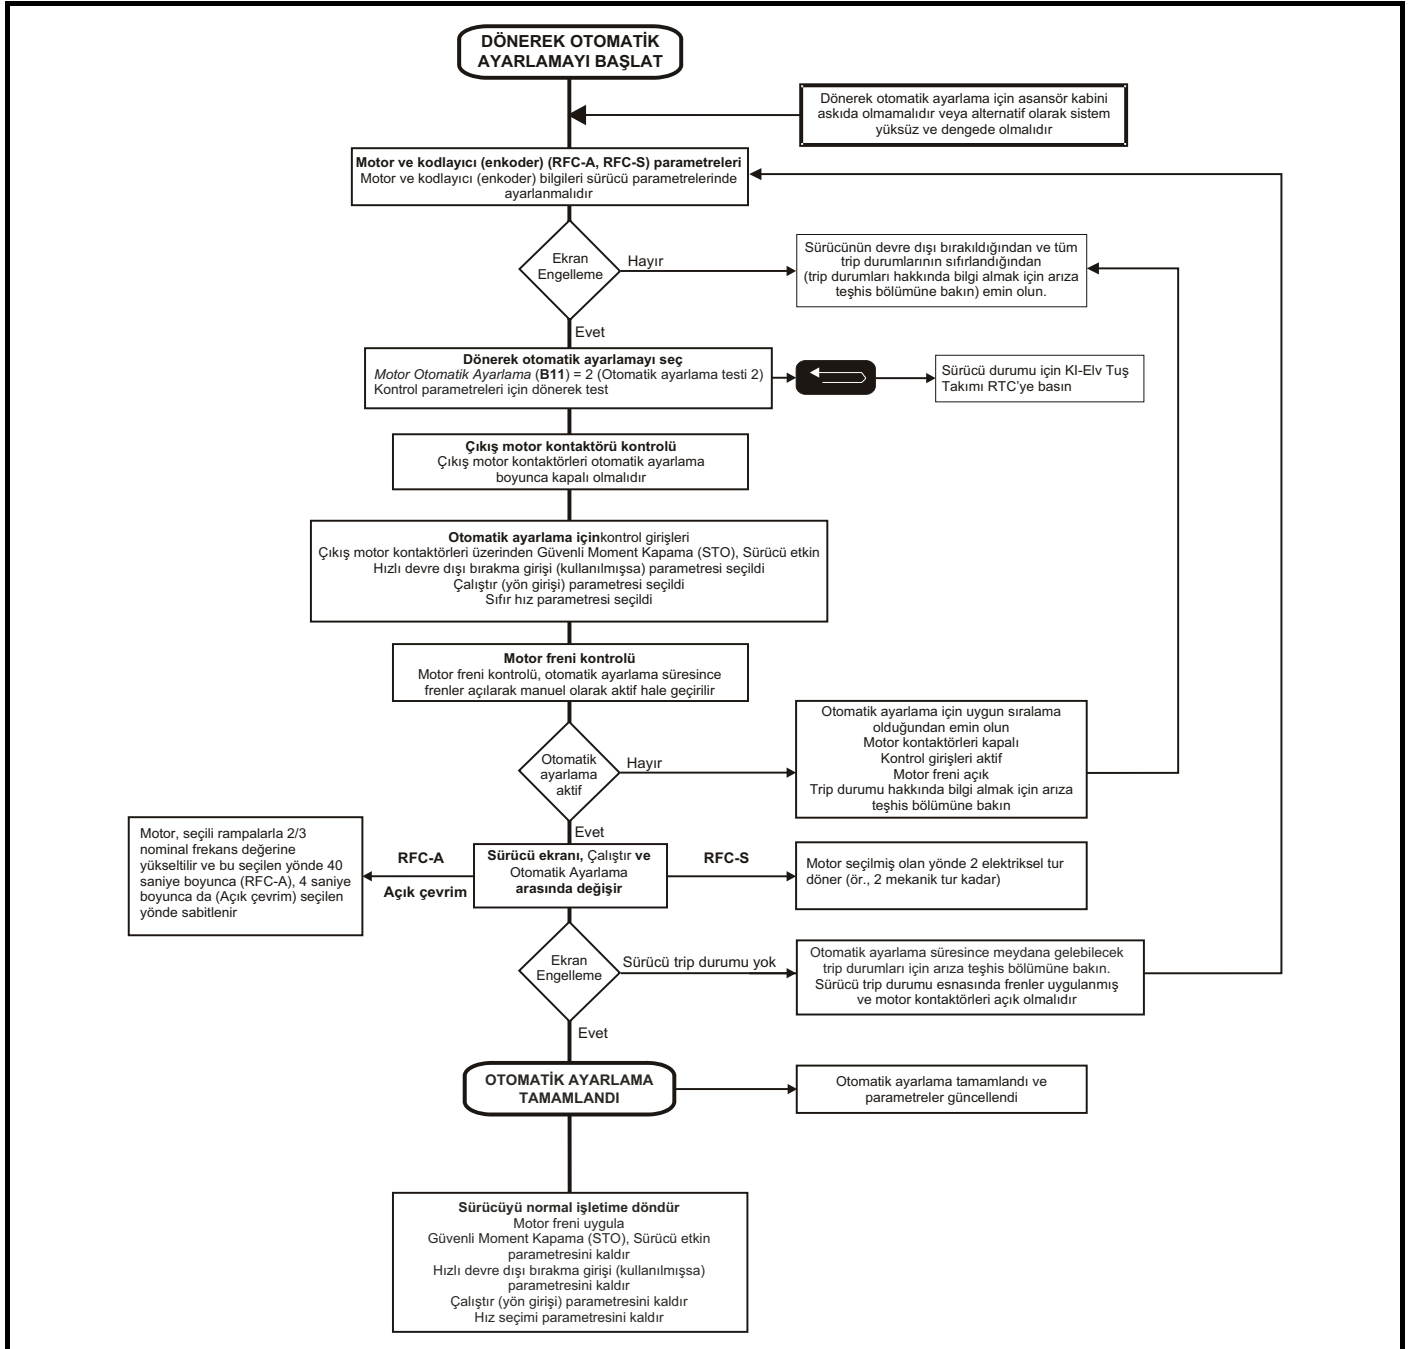 DÖNEREK OTOMATİK
AYARLAMAYI BAŞLAT
Dönerek otomatik ayarlama için asansör kabini
askıda olmamalıdır veya alternatif olarak sistem
yüksüz ve dengede olmalıdır
Motor ve kodlayıcı (enkoder) (RFC-A, RFC-S) parametreleri
Motor ve kodlayıcı (enkoder) bilgileri sürücü parametrelerinde
ayarlanmalıdır
Ekran
Engelleme
Hayır
Sürücünün devre dışı bırakıldığından ve tüm
trip durumlarının sıfırlandığından
(trip durumları hakkında bilgi almak için arıza
teşhis bölümüne bakın) emin olun.
Evet
Dönerek otomatik ayarlamayı seç
Motor Otomatik Ayarlama (B11) = 2 (Otomatik ayarlama testi 2)
Kontrol parametreleri için dönerek test
Sürücü durumu için KI-Elv Tuş
Takımı RTC'ye basın
Çıkış motor kontaktörü kontrolü
Çıkış motor kontaktörleri otomatik ayarlama
boyunca kapalı olmalıdır
Otomatik ayarlama içinkontrol girişleri
Çıkış motor kontaktörleri üzerinden Güvenli Moment Kapama (STO), Sürücü etkin
Hızlı devre dışı bırakma girişi (kullanılmışsa) parametresi seçildi
Çalıştır (yön girişi) parametresi seçildi
Sıfır hız parametresi seçildi
Motor freni kontrolü
Motor freni kontrolü, otomatik ayarlama süresince
frenler açılarak manuel olarak aktif hale geçirilir
Otomatik
ayarlama
aktif
Hayır
Otomatik ayarlama için uygun sıralama
olduğundan emin olun
Motor kontaktörleri kapalı
Kontrol girişleri aktif
Motor freni açık
Trip durumu hakkında bilgi almak için arıza
teşhis bölümüne bakın
Evet
Motor, seçili rampalarla 2/3
nominal frekans değerine
yükseltilir ve bu seçilen yönde 40
saniye boyunca (RFC-A), 4 saniye
boyunca da (Açık çevrim) seçilen
yönde sabitlenir
RFC-A
Açık çevrim
Sürücü ekranı, Çalıştır ve
Otomatik Ayarlama
arasında değişir
RFC-S
Motor seçilmiş olan yönde 2 elektriksel tur
döner (ör., 2 mekanik tur kadar)
Ekran
Engelleme
Sürücü trip durumu yok
Otomatik ayarlama süresince meydana gelebilecek
trip durumları için arıza teşhis bölümüne bakın.
Sürücü trip durumu esnasında frenler uygulanmış
ve motor kontaktörleri açık olmalıdır
Evet
OTOMATİK AYARLAMA
TAMAMLANDI
Otomatik ayarlama tamamlandı ve
parametreler güncellendi
Sürücüyü normal işletime döndür
Motor freni uygula
Güvenli Moment Kapama (STO), Sürücü etkin
parametresini kaldır
Hızlı devre dışı bırakma girişi (kullanılmışsa)
parametresini kaldır
Çalıştır (yön girişi) parametresini kaldır
Hız seçimi parametresini kaldır